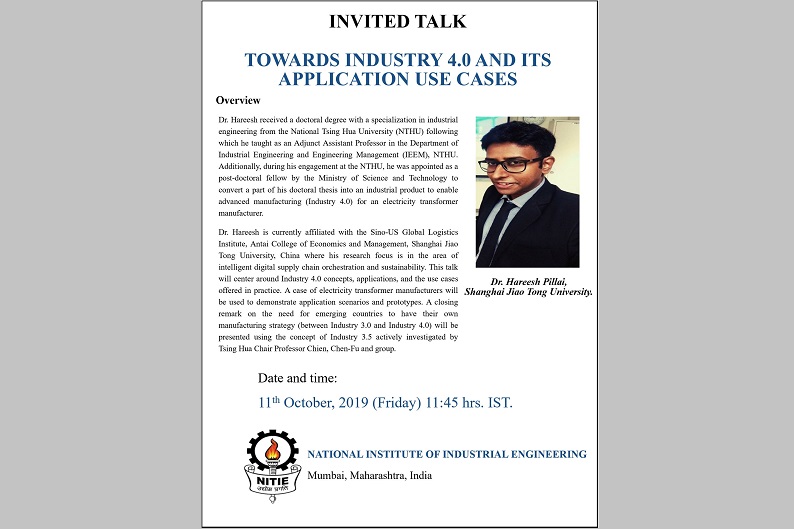 INVITED TALK
TOWARDS INDUSTRY 4.0 AND ITS
APPLICATION USE CASES
Overview
Dr. Hareesh received a doctoral degree with a specialization in industrial
engineering from the National Tsing Hua University (NTHU) following
which he taught as an Adjunct Assistant Professor in the Department of
Industrial Engineering and Engineering Management (IEEM), NTHU.
Additionally, during his engagement at the NTHU, he was appointed as a
post-doctoral fellow by the Ministry of Science and Technology to
convert a part of his doctoral thesis into an industrial product to enable
advanced manufacturing (Industry 4.0) for an electricity transformer
manufacturer.
Dr. Hareesh is currently affiliated with the Sino-US Global Logistics
Institute, Antai College of Economics and Management, Shanghai Jiao
Tong University, China where his research focus is in the area of
intelligent digital supply chain orchestration and sustainability. This talk
will center around Industry 4.0 concepts, applications, and the use cases
offered in practice. A case of electricity transformer manufacturers will
be used to demonstrate application scenarios and prototypes. A closing
remark on the need for emerging countries to have their own
manufacturing strategy (between Industry 3.0 and Industry 4.0) will be
presented using the concept of Industry 3.5 actively investigated by
Tsing Hua Chair Professor Chien, Chen-Fu and group.
Dr. Hareesh Pillai,
Shanghai Jiao Tong University.
Date and time:
11th October, 2019 (Friday) 11:45 hrs. IST.
NITIE
उद्योग प्रगति
NATIONAL INSTITUTE OF INDUSTRIAL ENGINEERING
Mumbai, Maharashtra, India